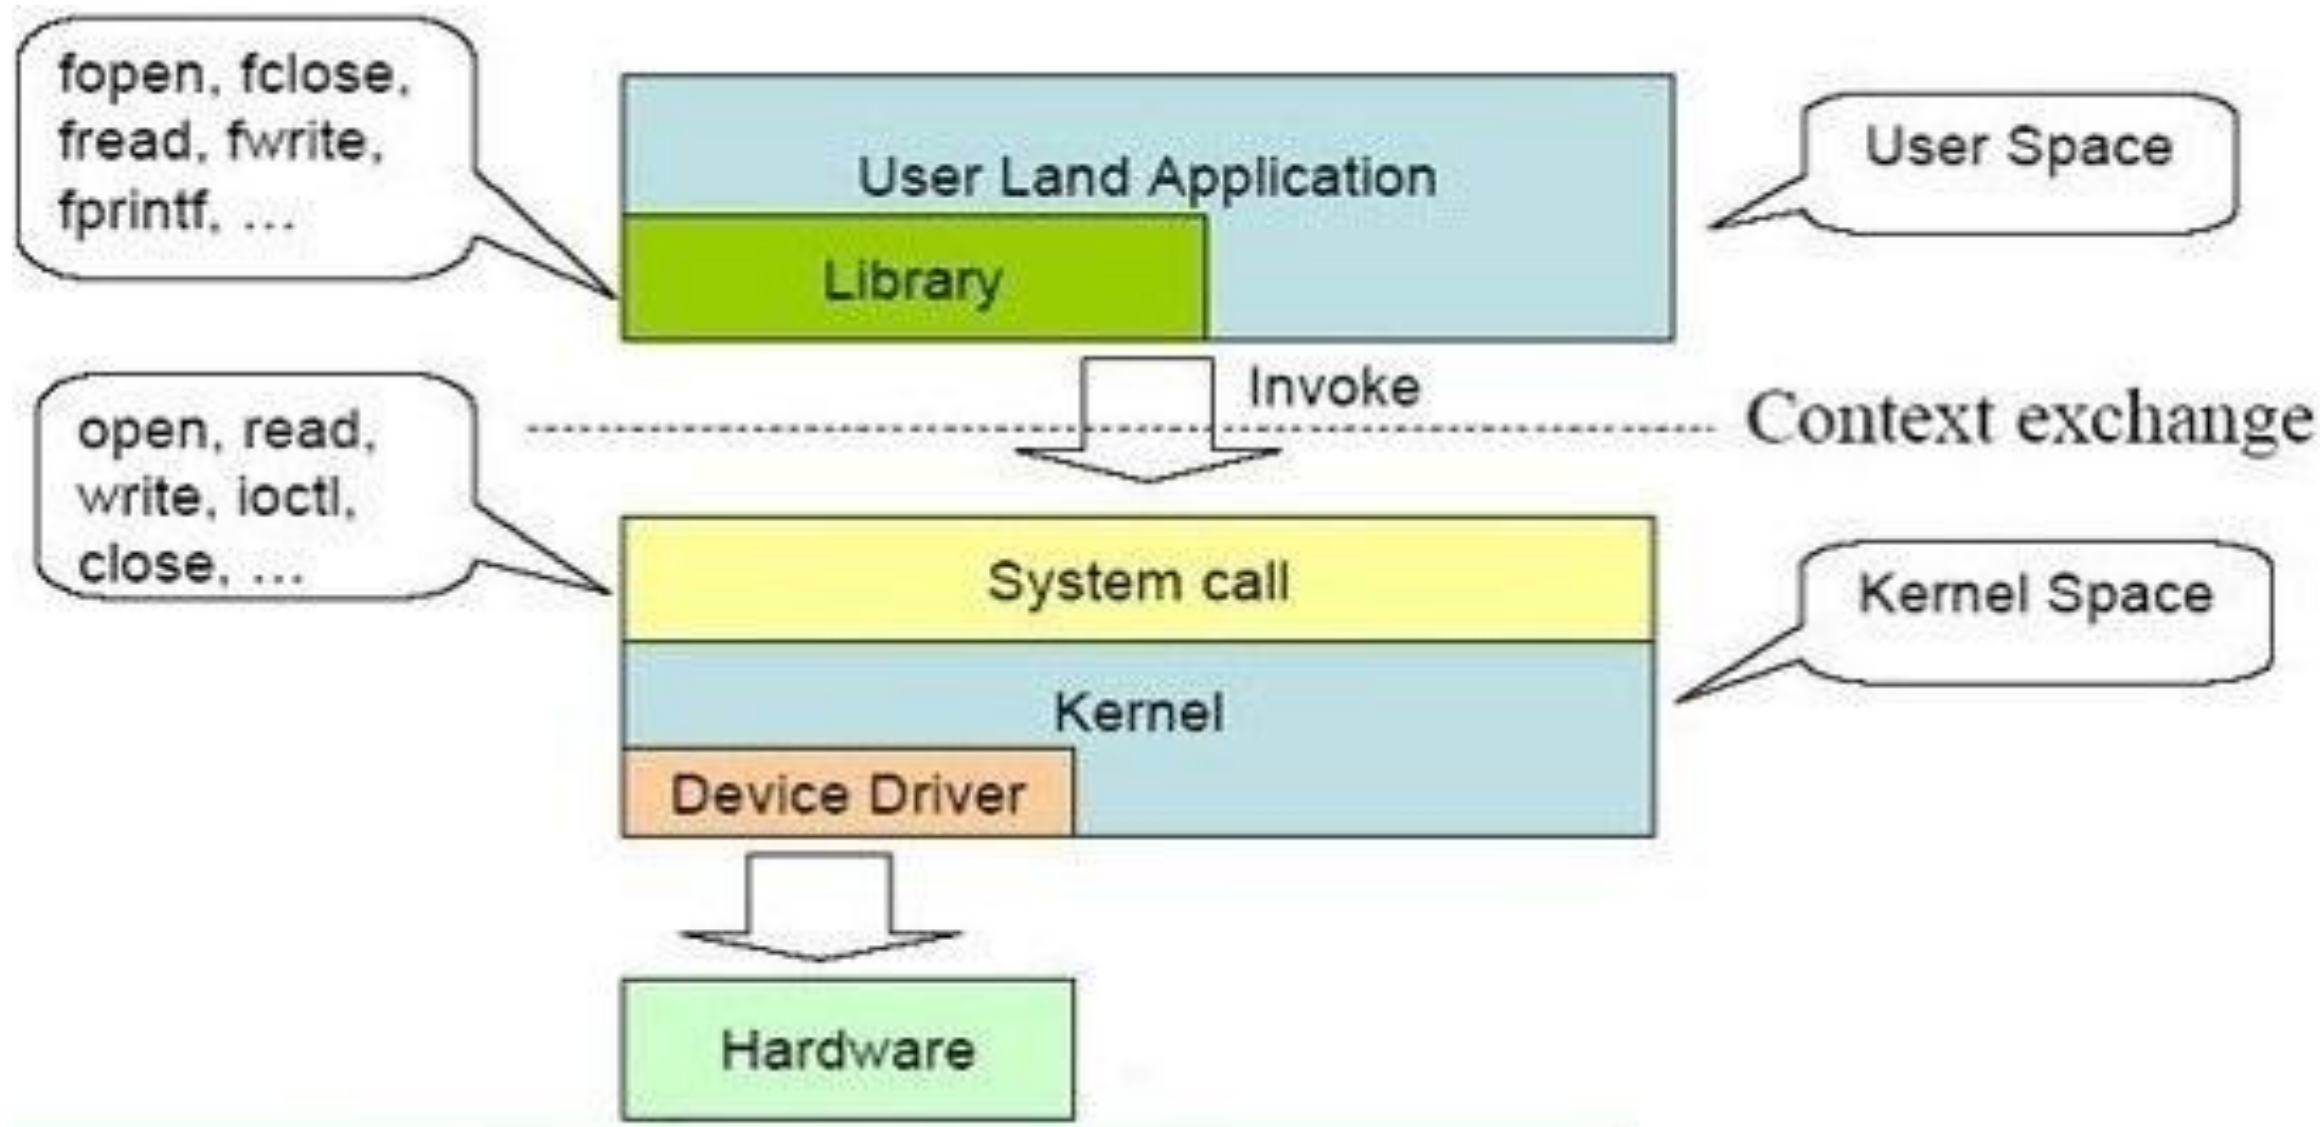 fopen, fclose,
fread, fwrite,
fprintf, ...
User Land Application
User Space
Library
Invoke
Context exchange
open, read,
write, ioctl,
close, ...
System call
Kernel Space
Kernel
Device Driver
Hardware